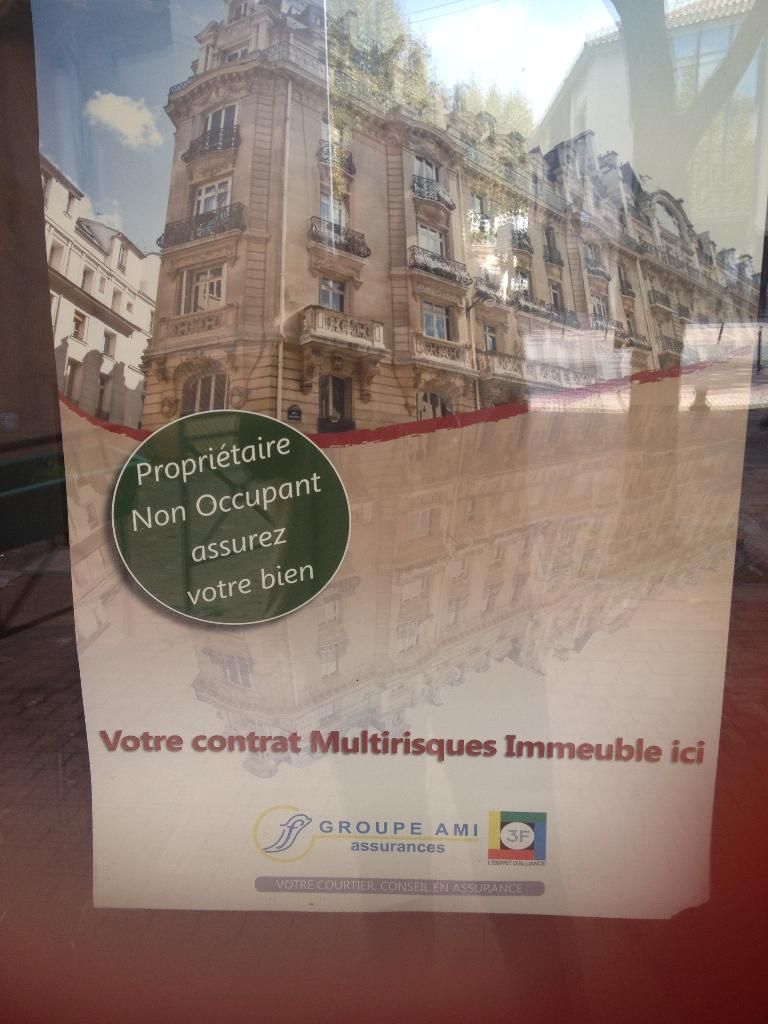 Propriétaire
Non Occupant
assurez
votre bien
Votre contrat Multirisques Immeuble ici
GROUPE AMI
assurances
3F
L'ESPRIT D'ALLIANCE
VOTRE COURTIER, CONSEIL EN ASSURANCE